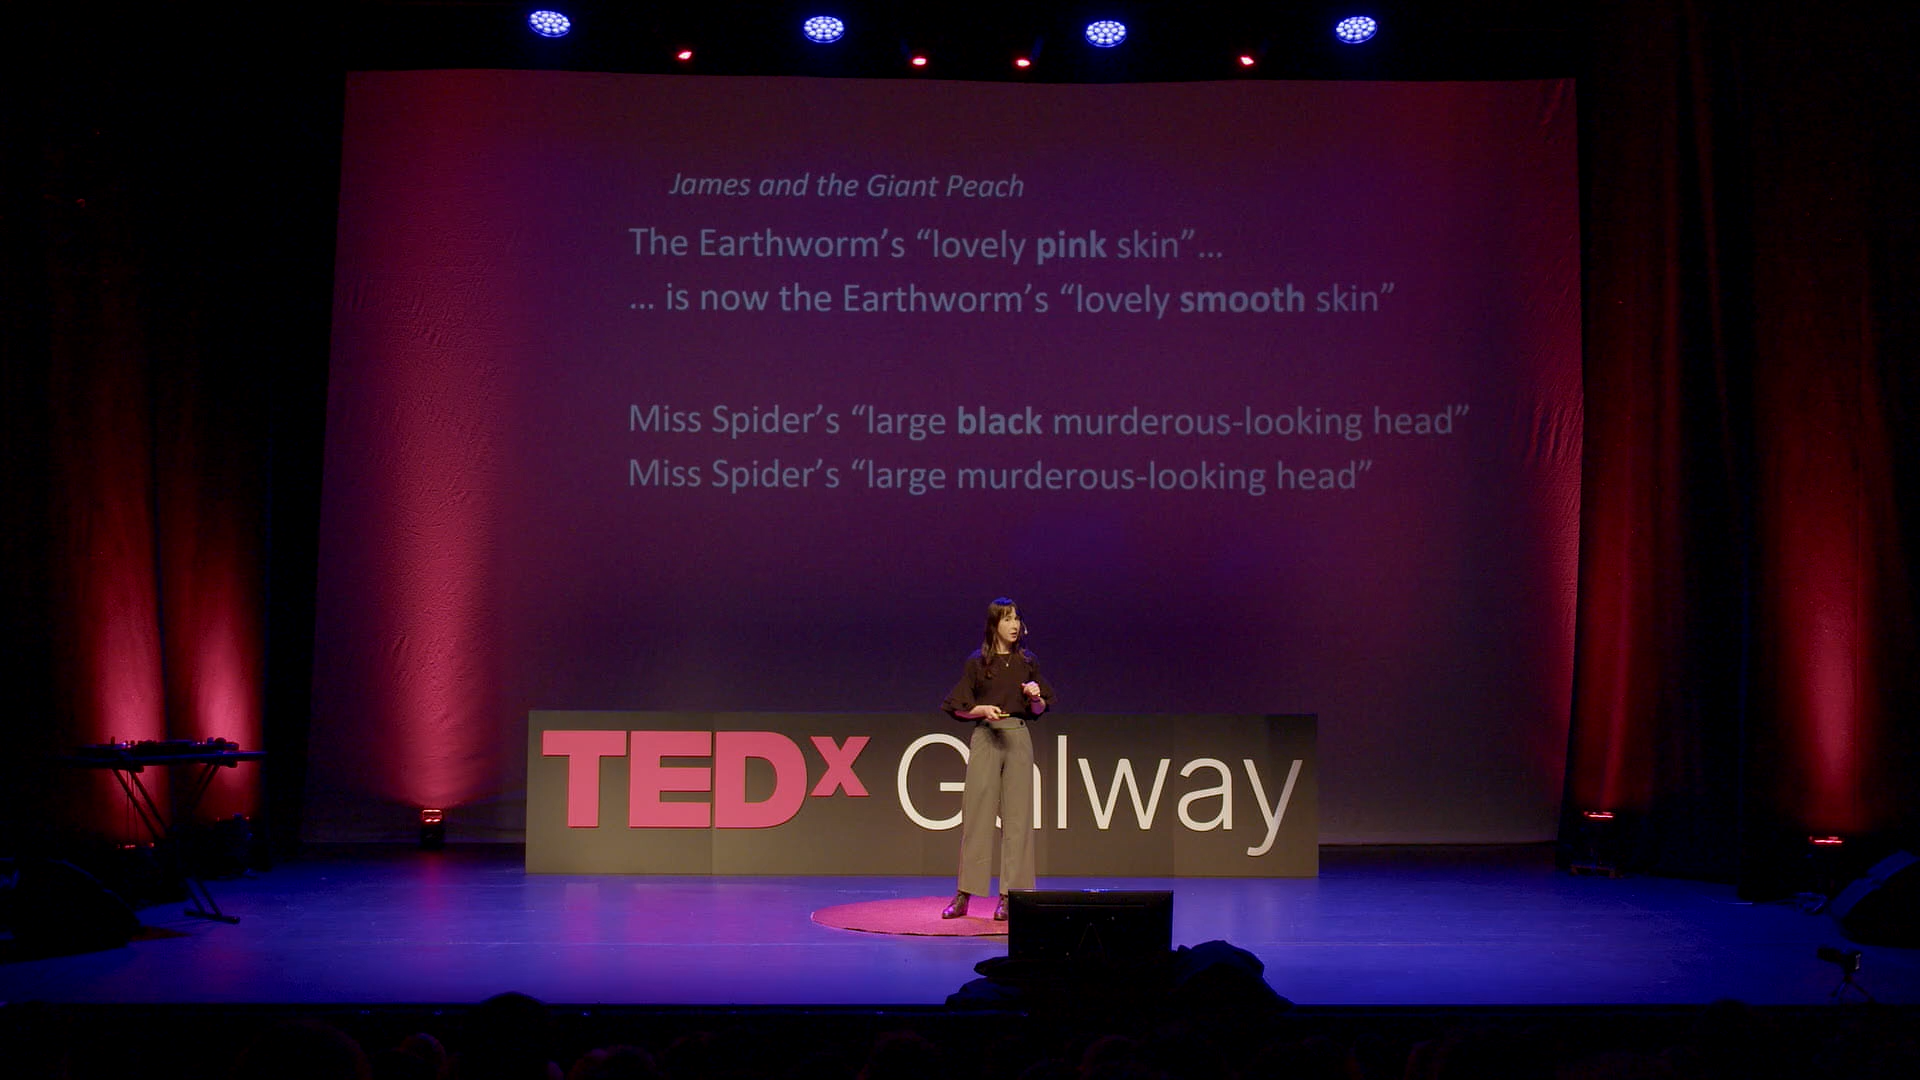 James and the Giant Peach
The Earthworm’s “lovely pink skin”...
... is now the Earthworm’s “lovely smooth skin”
Miss Spider’s “large black murderous-looking head”
Miss Spider’s “large murderous-looking head”
TEDx Galway